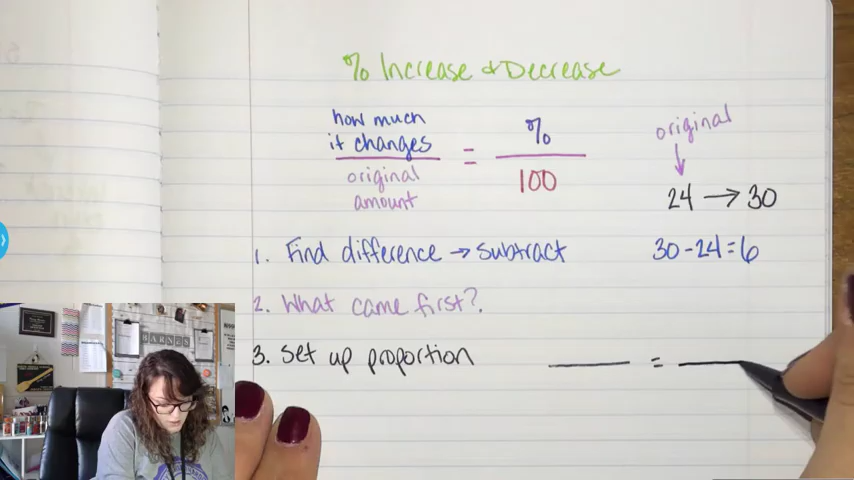 % Increase & Decrease
how much
it changes
original
amount
=
%
100
original
24 → 30
1. Find difference → subtract
30 - 24 = 6
2. What came first?
3. Set up proportion
=
BARNES